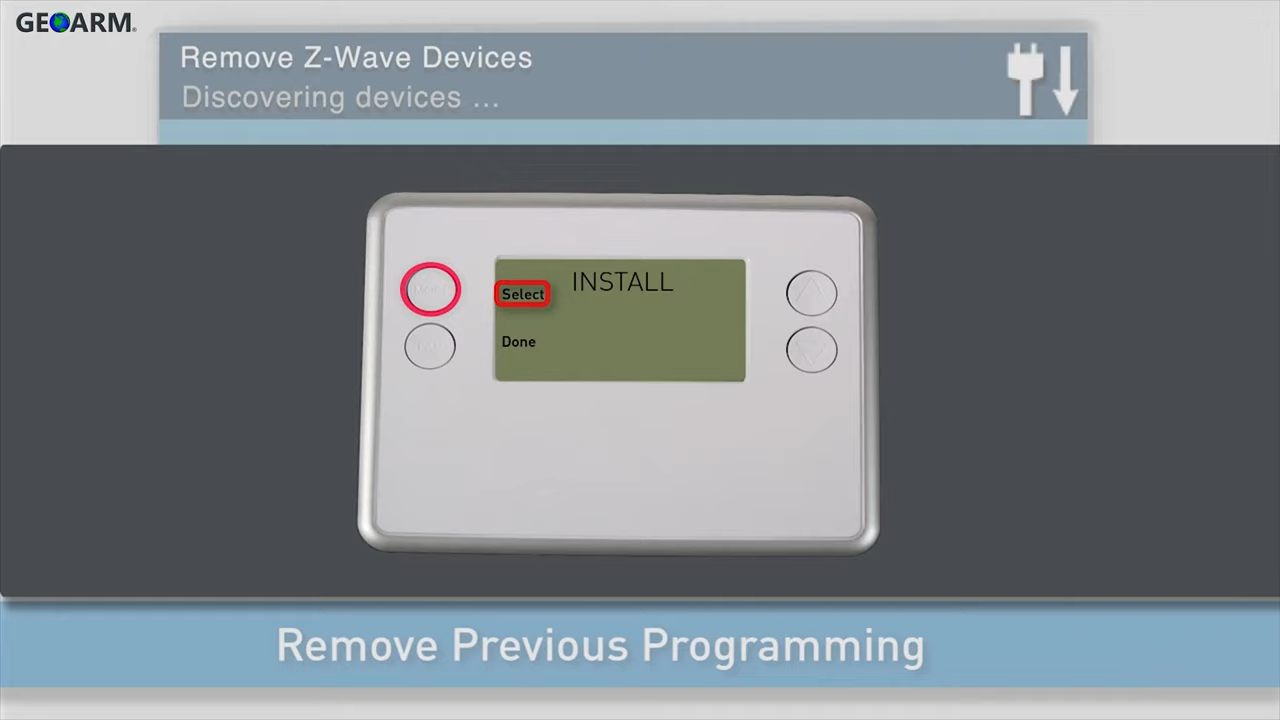 GEOARM®
Remove Z-Wave Devices
Discovering devices ...
INSTALL
Select
Done
Remove Previous Programming